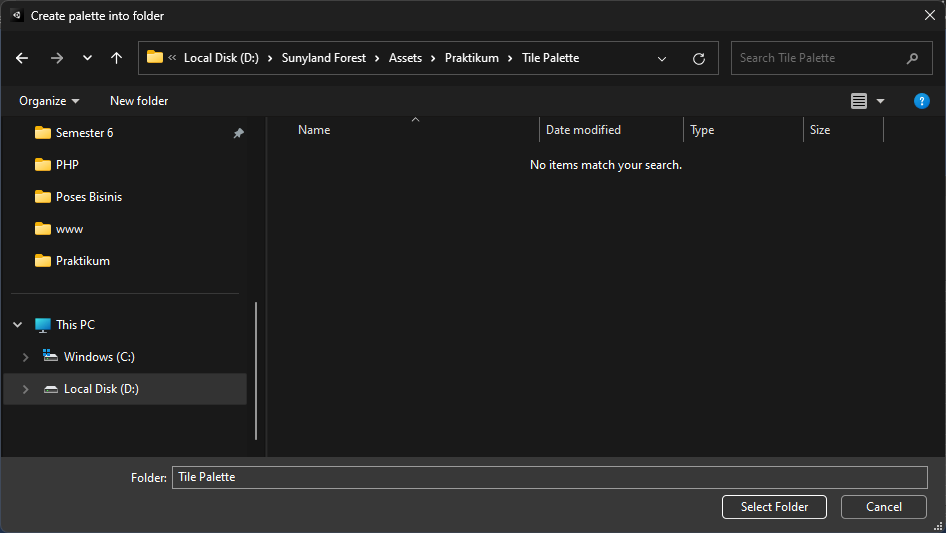 Create palette into folder
« Local Disk (D:) > Sunyland Forest > Assets > Praktikum > Tile Palette
Search Tile Palette
Organize
New folder
?
Semester 6
PHP
Poses Bisinis
www
Praktikum
This PC
Windows (C:)
Local Disk (D:)
Name
Date modified
Type
Size
No items match your search.
Folder: Tile Palette
Select Folder
Cancel